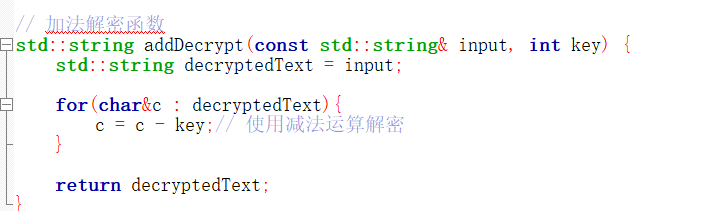 // 加法解密函数
std::string addDecrypt(const std::string& input, int key) {
    std::string decryptedText = input;

    for(char&c : decryptedText){
        c = c - key;// 使用减法运算解密
    }

    return decryptedText;
}